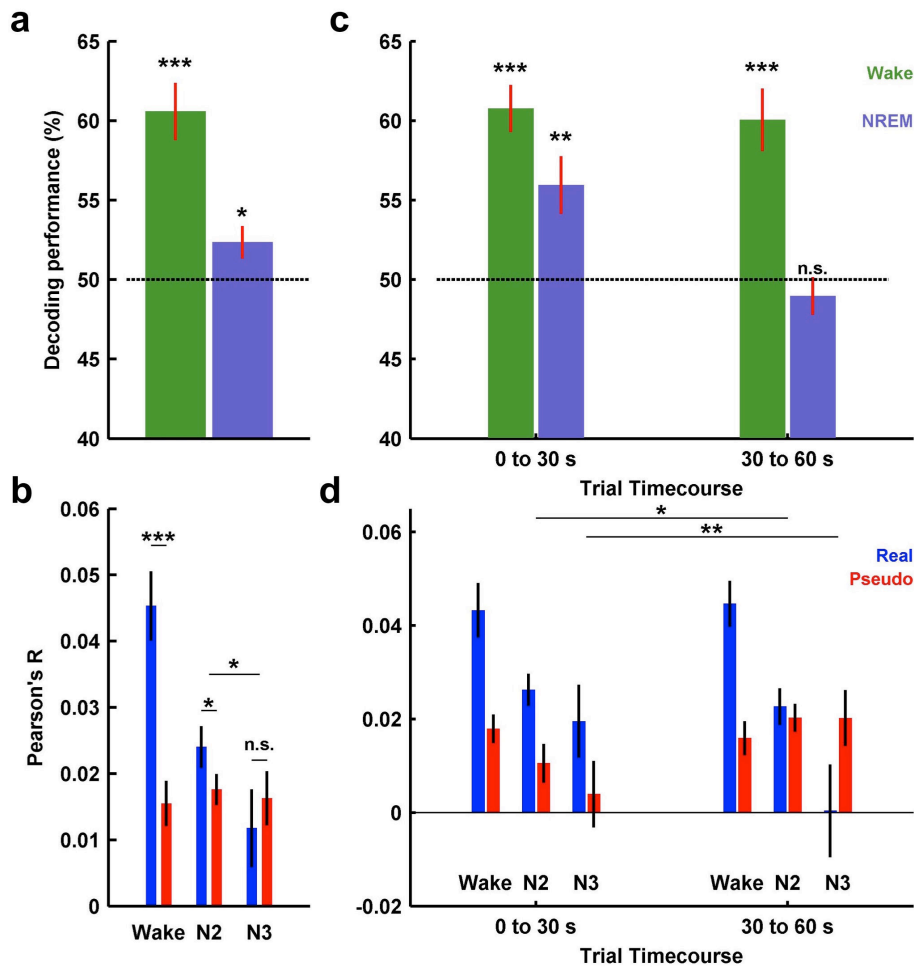 a
65
60
55
50
45
40
Decoding performance (%)
***
*
c
65
60
55
50
45
40
***
**
***
n.s.
Wake
NREM
0 to 30 s
30 to 60 s
Trial Timecourse
b
0.06
0.05
0.04
0.03
0.02
0.01
0
Pearson's R
***
*
*
n.s.
Wake
N2
N3
d
0.06
0.04
0.02
0
-0.02
*
**
Real
Pseudo
Wake
N2
N3
Wake
N2
N3
0 to 30 s
30 to 60 s
Trial Timecourse